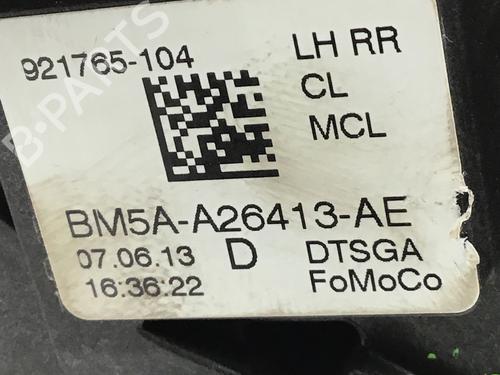 921765-104
LH RR
CL
MCL
BM5A-A26413-AE
07.06.13
D
DTSGA
16:36:22
FoMoCo
B-PARTS